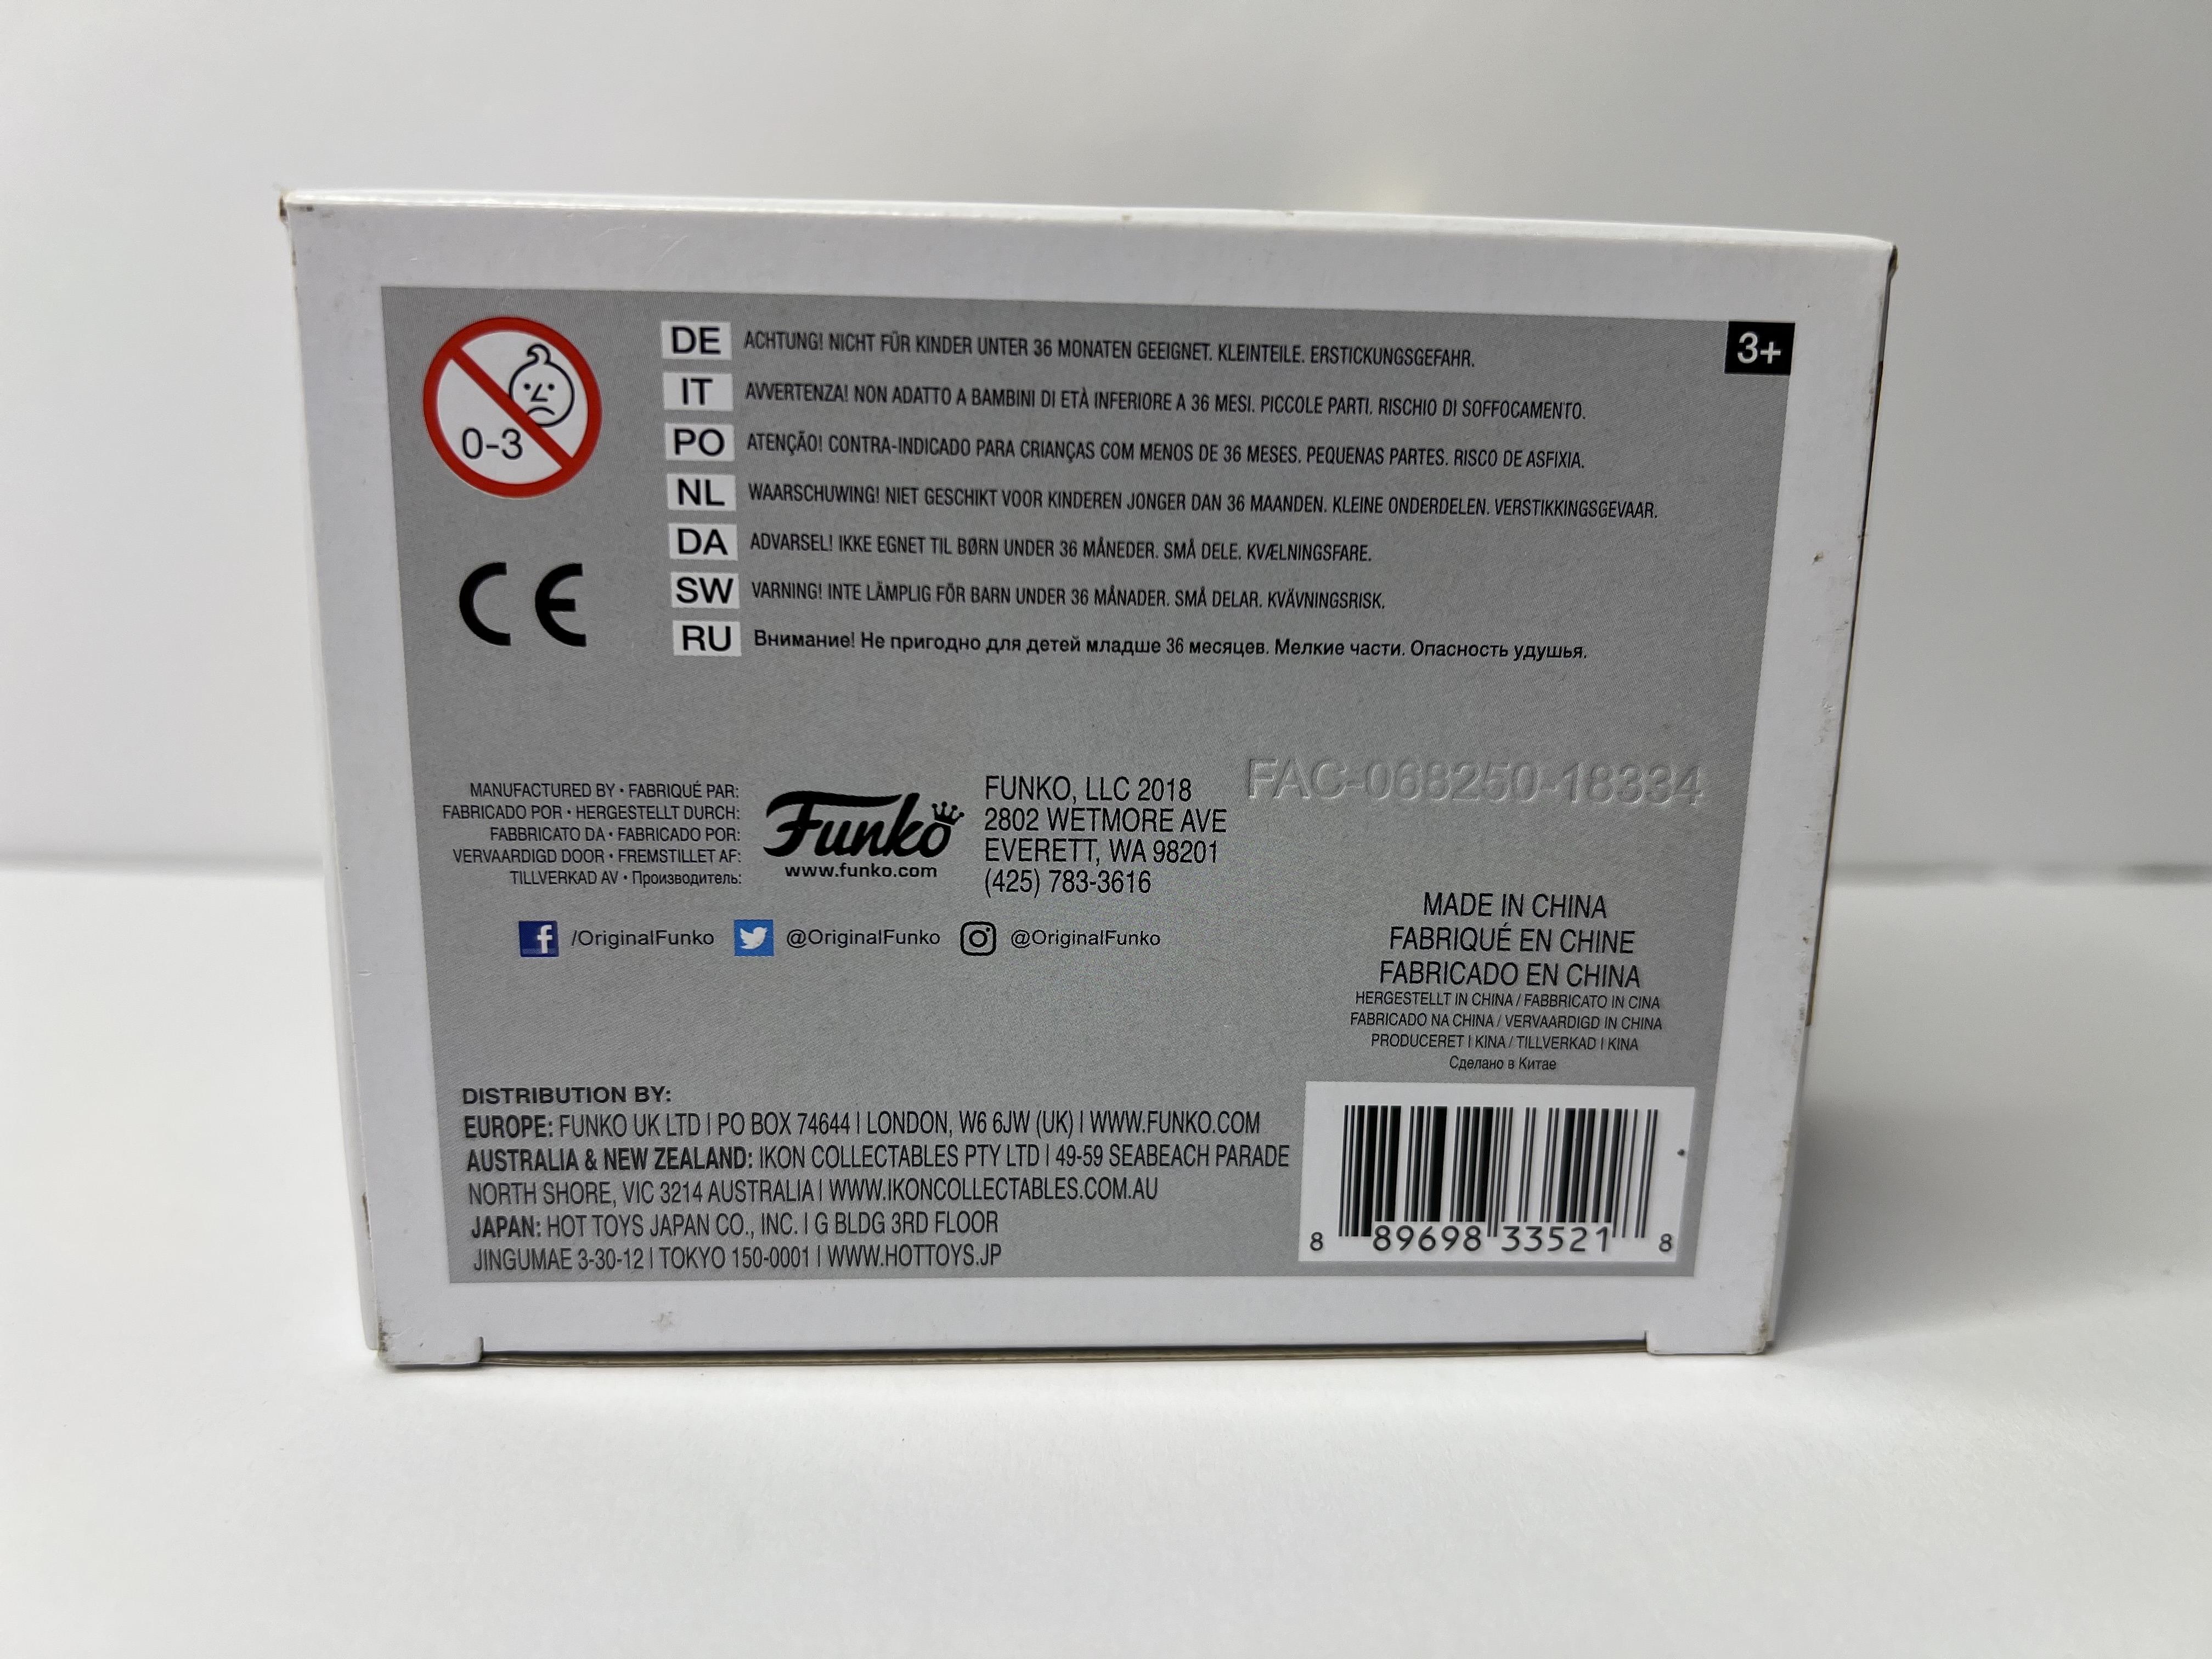 0-3
3+
DE ACHTUNG! NICHT FÜR KINDER UNTER 36 MONATEN GEEIGNET. KLEINTEILE. ERSTICKUNGSGEFAHR.
IT AVVERTENZA! NON ADATTO A BAMBINI DI ETÀ INFERIORE A 36 MESI. PICCOLE PARTI. RISCHIO DI SOFFOCAMENTO.
PO ATENÇÃO! CONTRA-INDICADO PARA CRIANÇAS COM MENOS DE 36 MESES. PEQUENAS PARTES. RISCO DE ASFIXIA.
NL WAARSCHUWING! NIET GESCHIKT VOOR KINDEREN JONGER DAN 36 MAANDEN. KLEINE ONDERDELEN. VERSTIKKINGSGEVAAR.
DA ADVARSEL! IKKE EGNET TIL BØRN UNDER 36 MÅNEDER. SMÅ DELE. KVÆLNINGSFARE.
SW VARNING! INTE LÄMPLIG FÖR BARN UNDER 36 MÅNADER. SMÅ DELAR. KVÄVNINGSRISK.
RU Внимание! Не пригодно для детей младше 36 месяцев. Мелкие части. Опасность удушья.
CE
MANUFACTURED BY • FABRIQUÉ PAR:
FABRICADO POR • HERGESTELLT DURCH:
FABBRICATO DA • FABRICADO POR:
VERVAARDIGD DOOR • FREMSTILLET AF:
TILLVERKAD AV • Производитель:
Funko
www.funko.com
FUNKO, LLC 2018
2802 WETMORE AVE
EVERETT, WA 98201
(425) 783-3616
FAC-068250-18334
/OriginalFunko @OriginalFunko @OriginalFunko
MADE IN CHINA
FABRIQUÉ EN CHINE
FABRICADO EN CHINA
HERGESTELLT IN CHINA / FABBRICATO IN CINA
FABRICADO NA CHINA / VERVAARDIGD IN CHINA
PRODUCERET I KINA / TILLVERKAD I KINA
Сделано в Китае
DISTRIBUTION BY:
EUROPE: FUNKO UK LTD | PO BOX 74644 | LONDON, W6 6JW (UK) | WWW.FUNKO.COM
AUSTRALIA & NEW ZEALAND: IKON COLLECTABLES PTY LTD | 49-59 SEABEACH PARADE
NORTH SHORE, VIC 3214 AUSTRALIA | WWW.IKONCOLLECTABLES.COM.AU
JAPAN: HOT TOYS JAPAN CO., INC. | G BLDG 3RD FLOOR
JINGUMAE 3-30-12 | TOKYO 150-0001 | WWW.HOTTOYS.JP
8 89698 33521 8